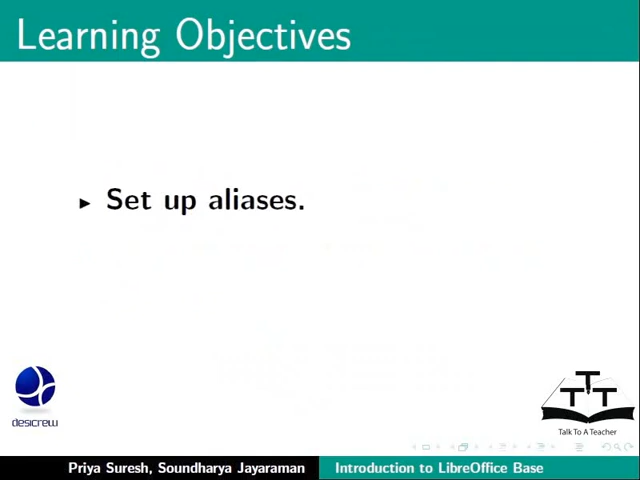 Learning Objectives
Set up aliases.
desicrew
T T T
Talk To A Teacher
Priya Suresh, Soundharya Jayaraman Introduction to LibreOffice Base